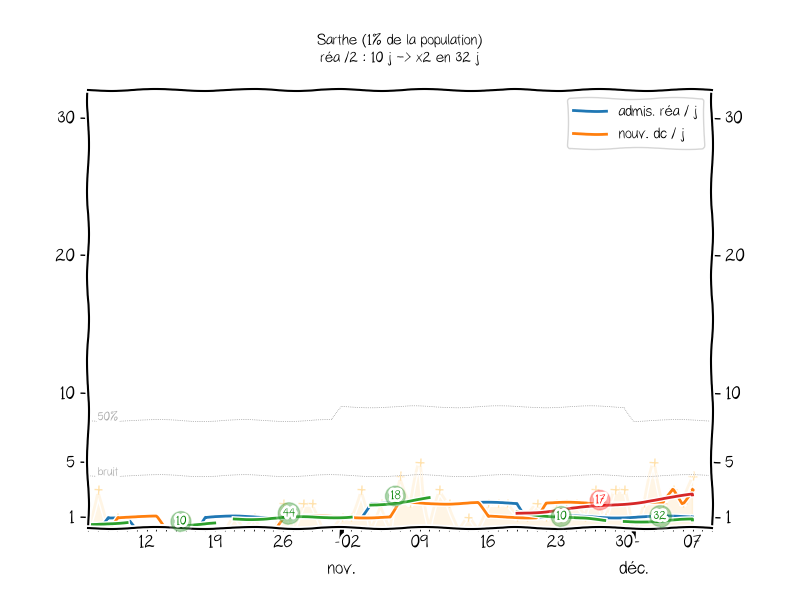 Sarthe (1% de la population)
réa /2 : 10 j -> x2 en 32 j
admis. réa / j
nouv. dc / j
30 30
20 20
10 10
50%
5 5
bruit
1 1
10 44 18 10 17 32
12 19 26 02 09 16 23 30 07
nov. déc.